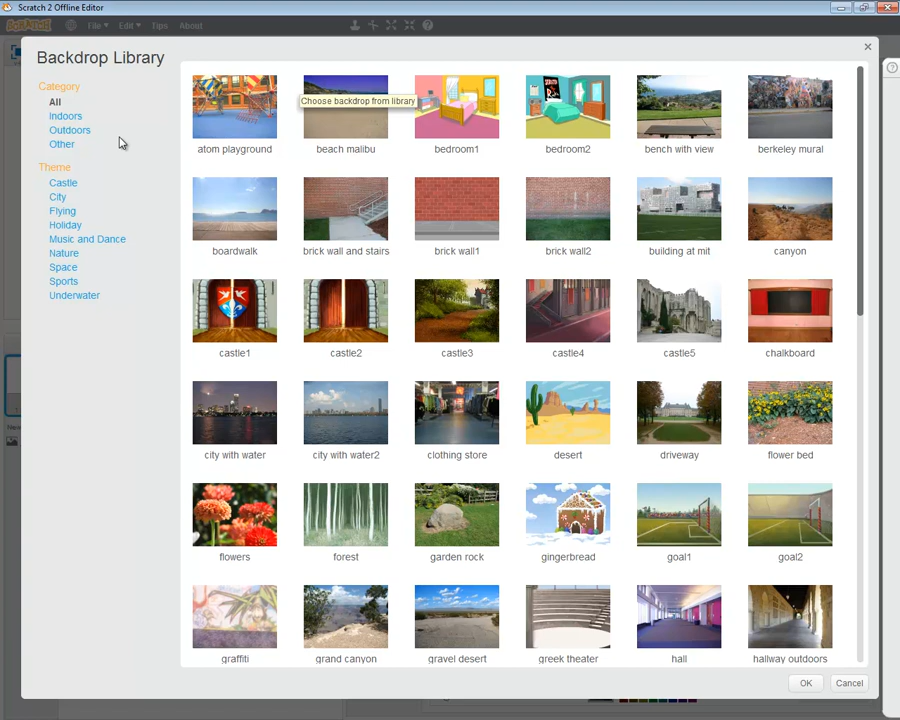 Scratch 2 Offline Editor
SCRATCH File Edit Tips About
Backdrop Library
Category
All
Indoors
Outdoors
Other
Theme
Castle
City
Flying
Holiday
Music and Dance
Nature
Space
Sports
Underwater
Choose backdrop from library
atom playground beach malibu bedroom1 bedroom2 bench with view berkeley mural
boardwalk brick wall and stairs brick wall1 brick wall2 building at mit canyon
castle1 castle2 castle3 castle4 castle5 chalkboard
city with water city with water2 clothing store desert driveway flower bed
flowers forest garden rock gingerbread goal1 goal2
graffiti grand canyon gravel desert greek theater hall hallway outdoors
New
OK Cancel